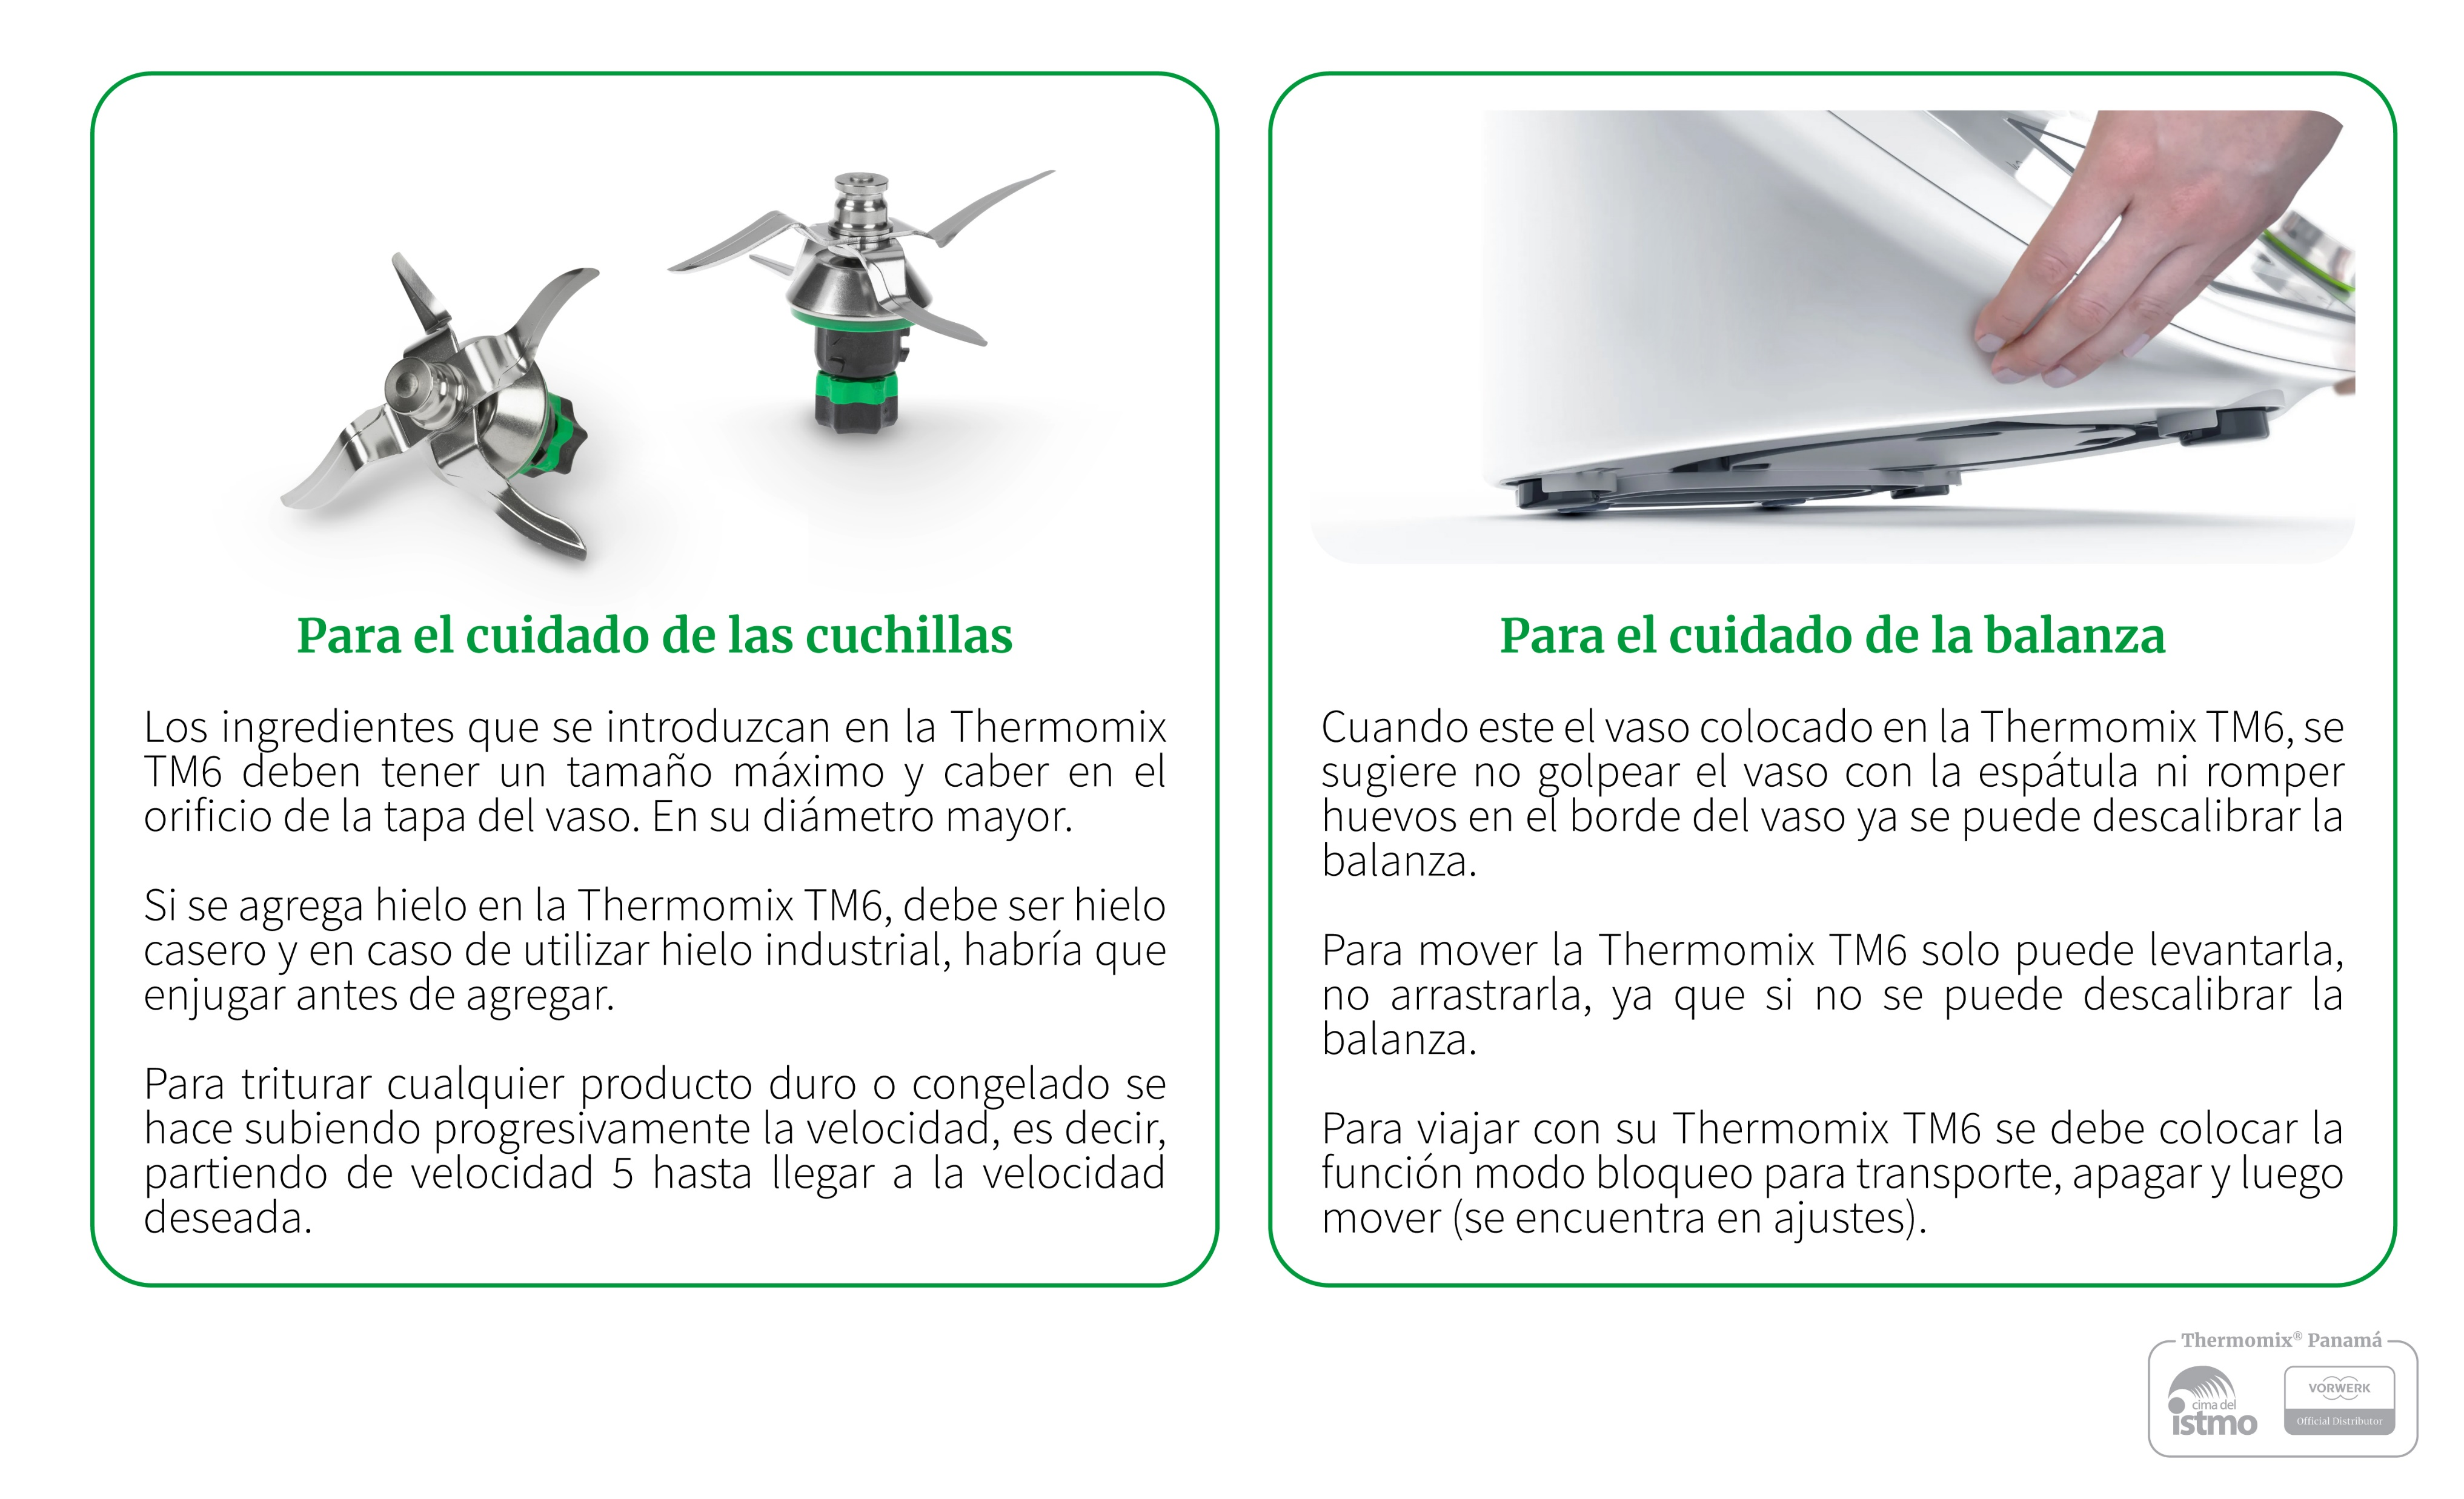 Para el cuidado de las cuchillas
Los ingredientes que se introduzcan en la Thermomix
TM6 deben tener un tamaño máximo y caber en el
orificio de la tapa del vaso. En su diámetro mayor.
Si se agrega hielo en la Thermomix TM6, debe ser hielo
casero y en caso de utilizar hielo industrial, habría que
enjugar antes de agregar.
Para triturar cualquier producto duro o congelado se
hace subiendo progresivamente la velocidad, es decir,
partiendo de velocidad 5 hasta llegar a la velocidad
deseada.
Para el cuidado de la balanza
Cuando este el vaso colocado en la Thermomix TM6, se
sugiere no golpear el vaso con la espátula ni romper
huevos en el borde del vaso ya se puede descalibrar la
balanza.
Para mover la Thermomix TM6 solo puede levantarla,
no arrastrarla, ya que si no se puede descalibrar la
balanza.
Para viajar con su Thermomix TM6 se debe colocar la
función modo bloqueo para transporte, apagar y luego
mover (se encuentra en ajustes).
Thermomix® Panamá
cima del
istmo
VORWERK
Official Distributor